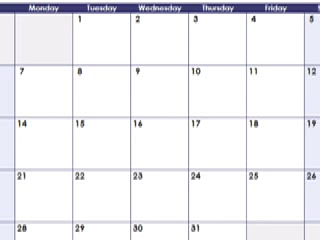 Monday Tuesday Wednesday Thursday Friday
1 2 3 4 5
7 8 9 10 11 12
14 15 16 17 18 19
21 22 23 24 25 26
28 29 30 31